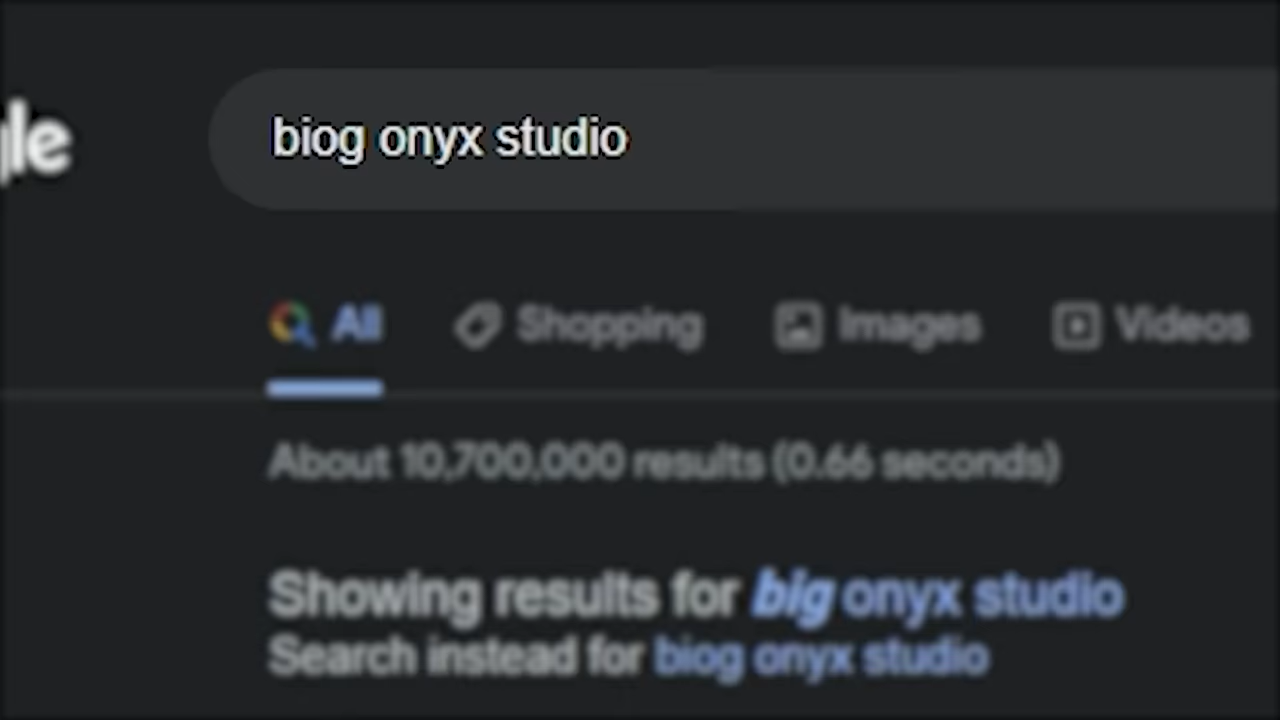 gle
biog onyx studio
All Shopping Images Videos
About 10,700,000 results (0.66 seconds)
Showing results for big onyx studio
Search instead for biog onyx studio